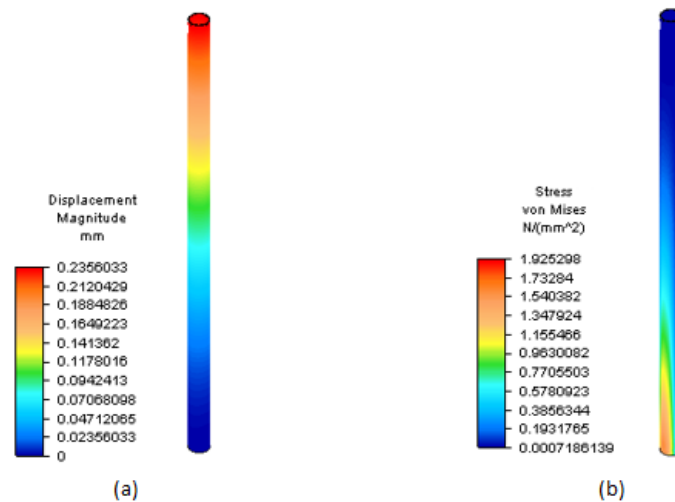 Displacement
Magnitude
mm
0.2356033
0.2120429
0.1884826
0.1649223
0.141362
0.1178016
0.0942413
0.07068098
0.04712065
0.02356033
0
(a)
Stress
von Mises
N/(mm^2)
1.925298
1.73284
1.540382
1.347924
1.155466
0.9630082
0.7705503
0.5780923
0.3856344
0.1931765
0.0007186139
(b)